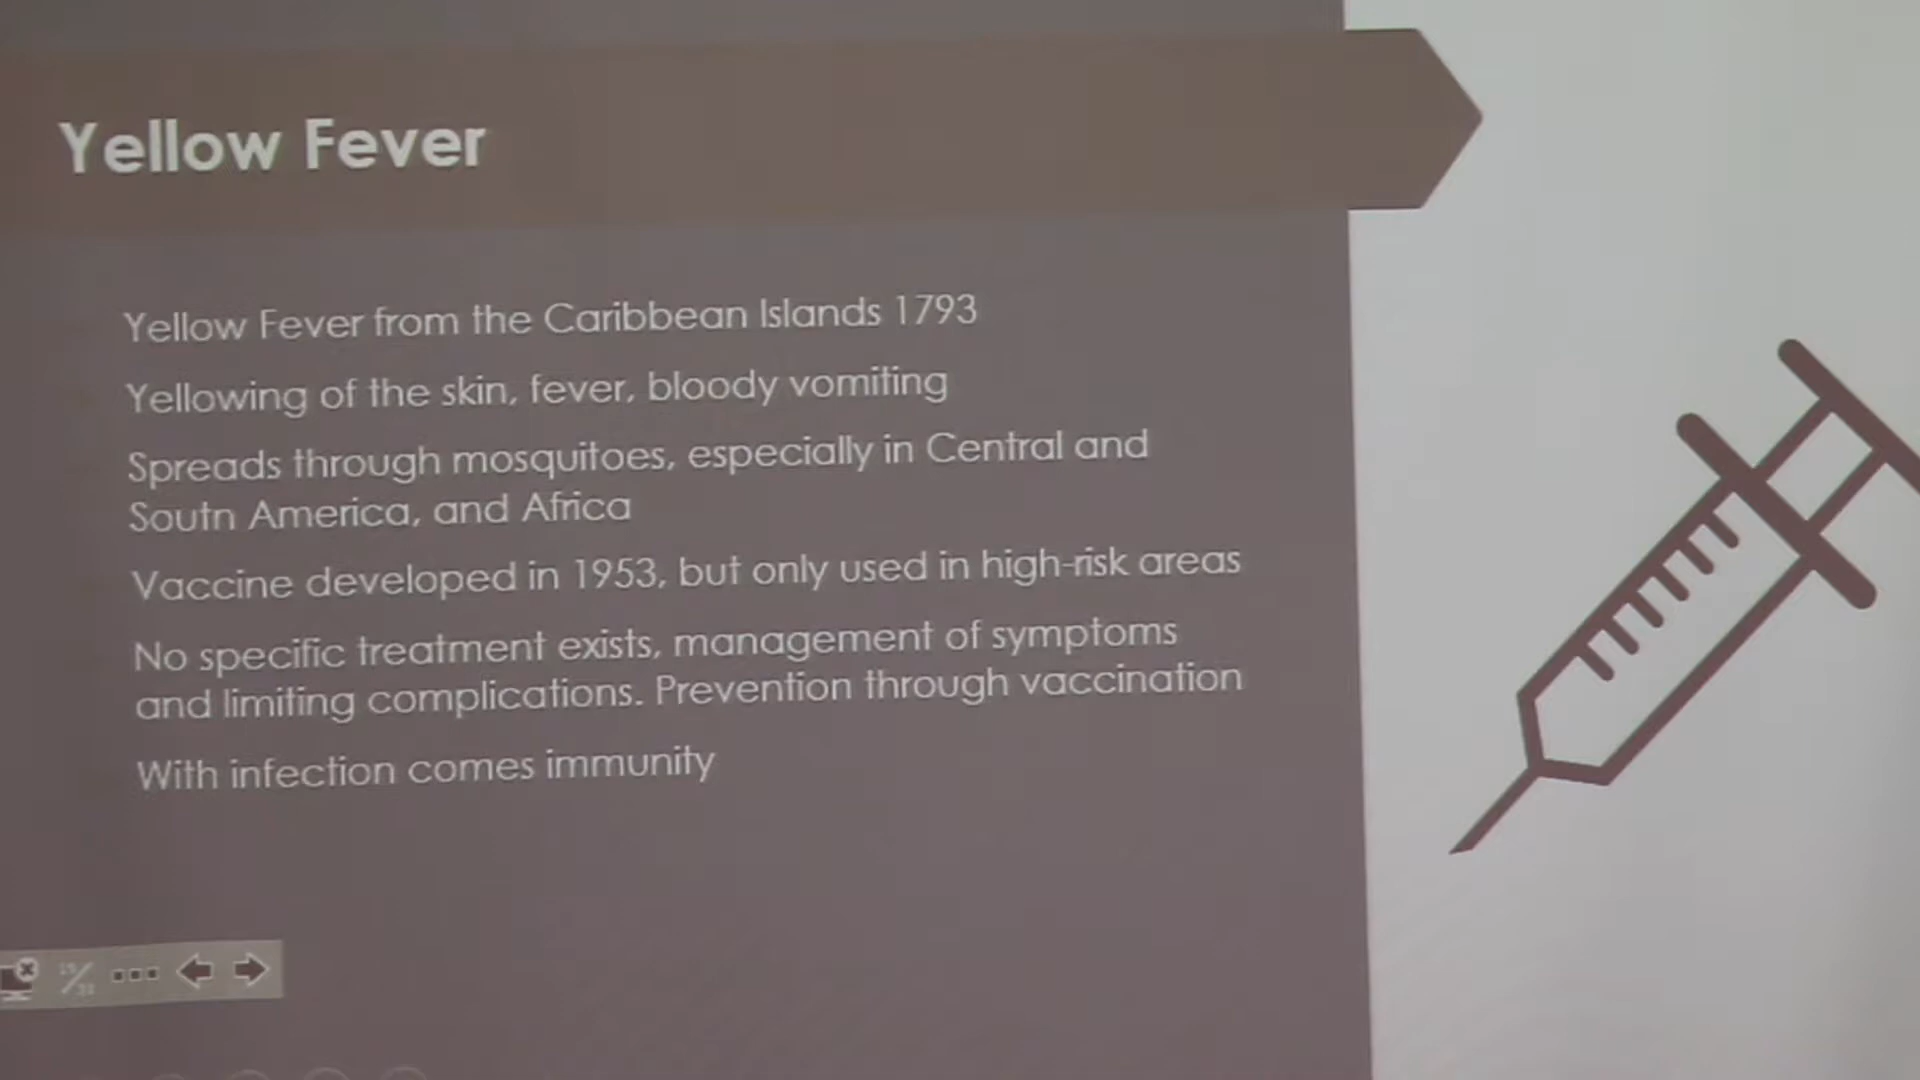 Yellow Fever
Yellow Fever from the Caribbean Islands 1793
Yellowing of the skin, fever, bloody vomiting
Spreads through mosquitoes, especially in Central and
South America, and Africa
Vaccine developed in 1953, but only used in high-risk areas
No specific treatment exists, management of symptoms
and limiting complications. Prevention through vaccination
With infection comes immunity